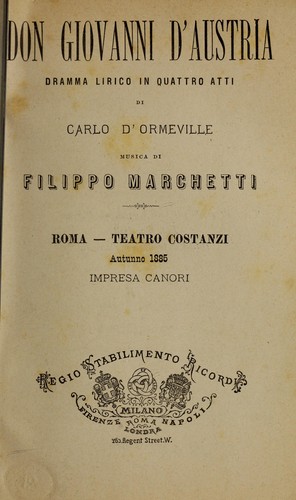 DON GIOVANNI D'AUSTRIA
DRAMMA LIRICO IN QUATTRO ATTI
DI
CARLO D'ORMEVILLE
MUSICA DI
FILIPPO MARCHETTI
ROMA — TEATRO COSTANZI
Autunno 1885
IMPRESA CANORI
REGIO STABILIMENTO RICORDI
MILANO
FIRENZE ROMA NAPOLI
LONDRA
265 Regent Street. W.